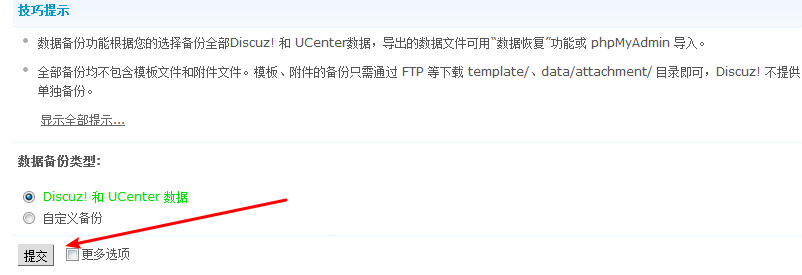 技巧提示
数据备份功能根据您的选择备份全部Discuz! 和 UCenter数据，导出的数据文件可用“数据恢复”功能或 phpMyAdmin 导入。
全部备份均不包含模板文件和附件文件。模板、附件的备份只需通过 FTP 等下载 template/、data/attachment/ 目录即可，Discuz! 不提供
单独备份。
显示全部提示...
数据备份类型:
Discuz! 和 UCenter 数据
自定义备份
提交 更多选项